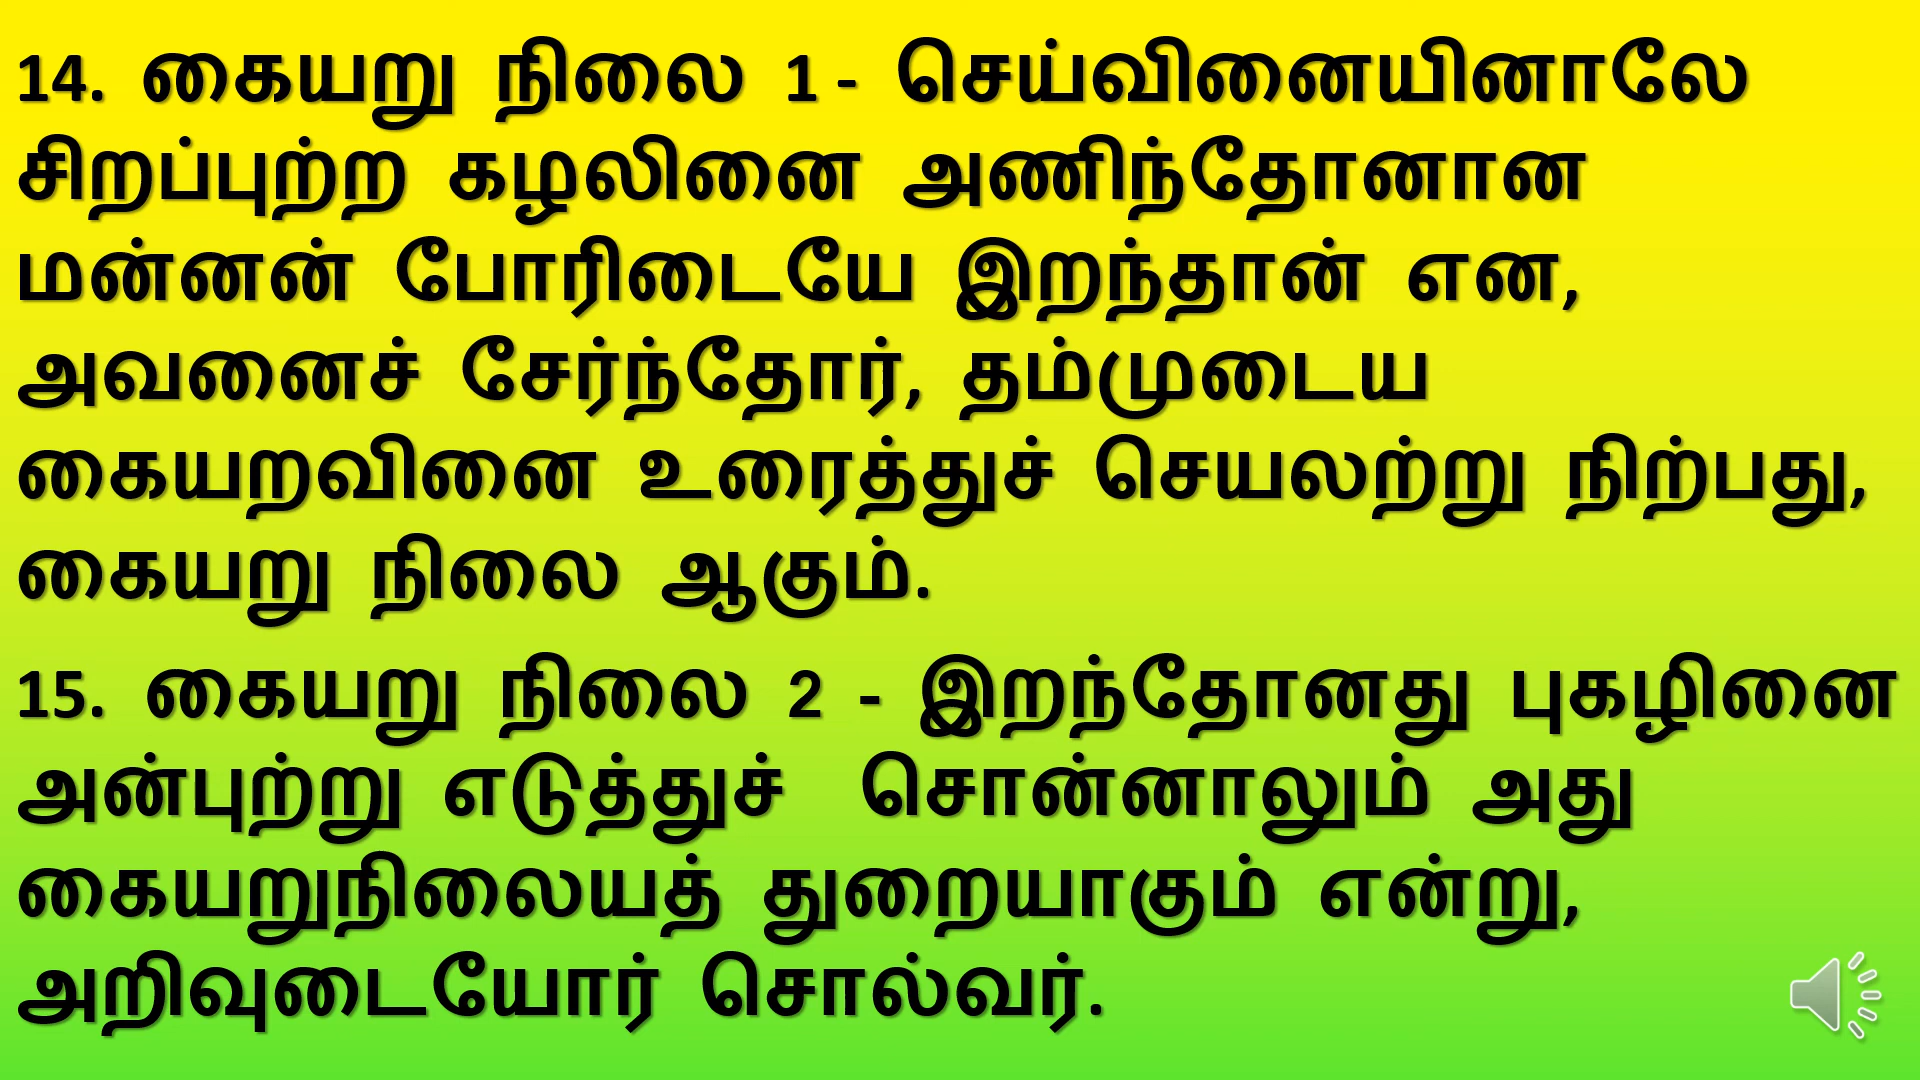 14. கையறு நிலை 1 - செய்வினையினாலே
சிறப்புற்ற கழலினை அணிந்தோனான
மன்னன் போரிடையே இறந்தான் என,
அவனைச் சேர்ந்தோர், தம்முடைய
கையறவினை உரைத்துச் செயலற்று நிற்பது,
கையறு நிலை ஆகும்.
15. கையறு நிலை 2 - இறந்தோனது புகழினை
அன்புற்று எடுத்துச் சொன்னாலும் அது
கையறுநிலையத் துறையாகும் என்று,
அறிவுடையோர் சொல்வர்.